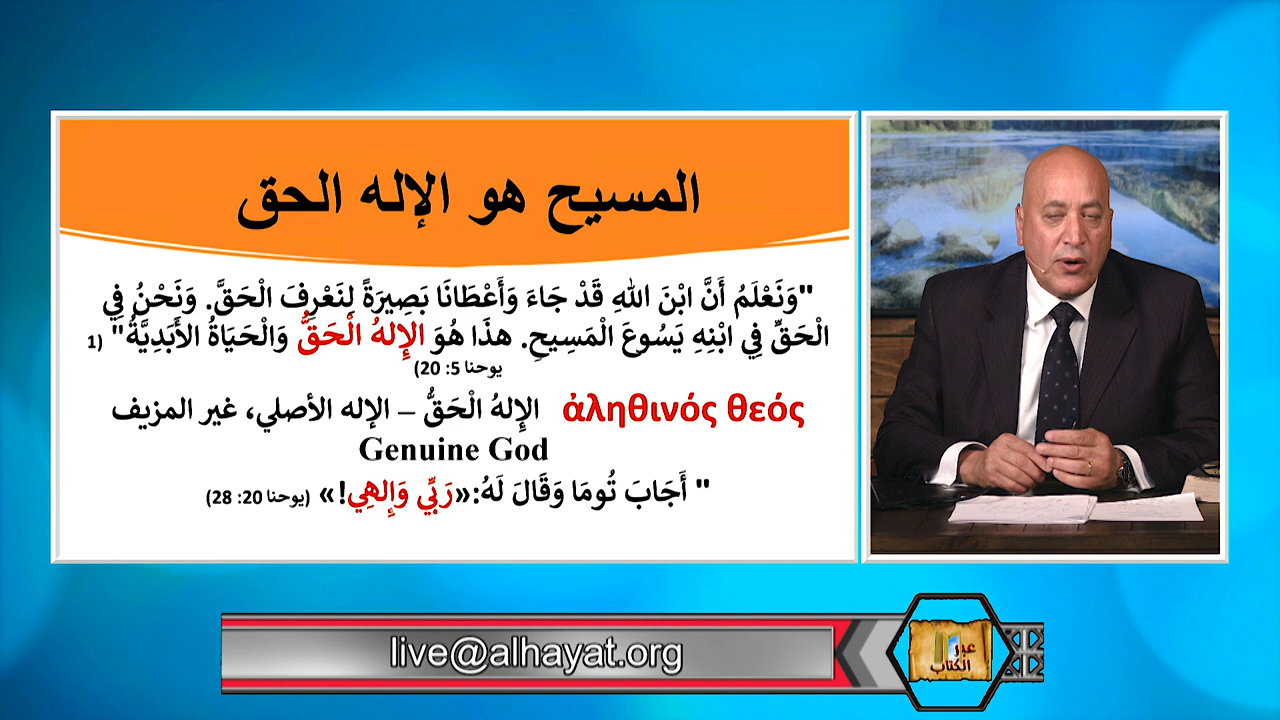 المسيح هو الإله الحق
"وَنَعْلَمُ أَنَّ ابْنَ اللهِ قَدْ جَاءَ وَأَعْطَانَا بَصِيرَةً لِنَعْرِفَ الْحَقَّ. وَنَحْنُ فِي
الْحَقِّ فِي ابْنِهِ يَسُوعَ الْمَسِيحِ. هذَا هُوَ الإِلهُ الْحَقُّ وَالْحَيَاةُ الأَبَدِيَّةُ" (1
يوحنا 5: 20)
ἀληθινός θεός الإِلهُ الْحَقُّ – الإله الأصلي، غير المزيف
Genuine God
" أَجَابَ تُومَا وَقَالَ لَهُ:«رَبِّي وَإِلهِي!» (يوحنا 20: 28)
live@alhayat.org
عبر
الكتاب